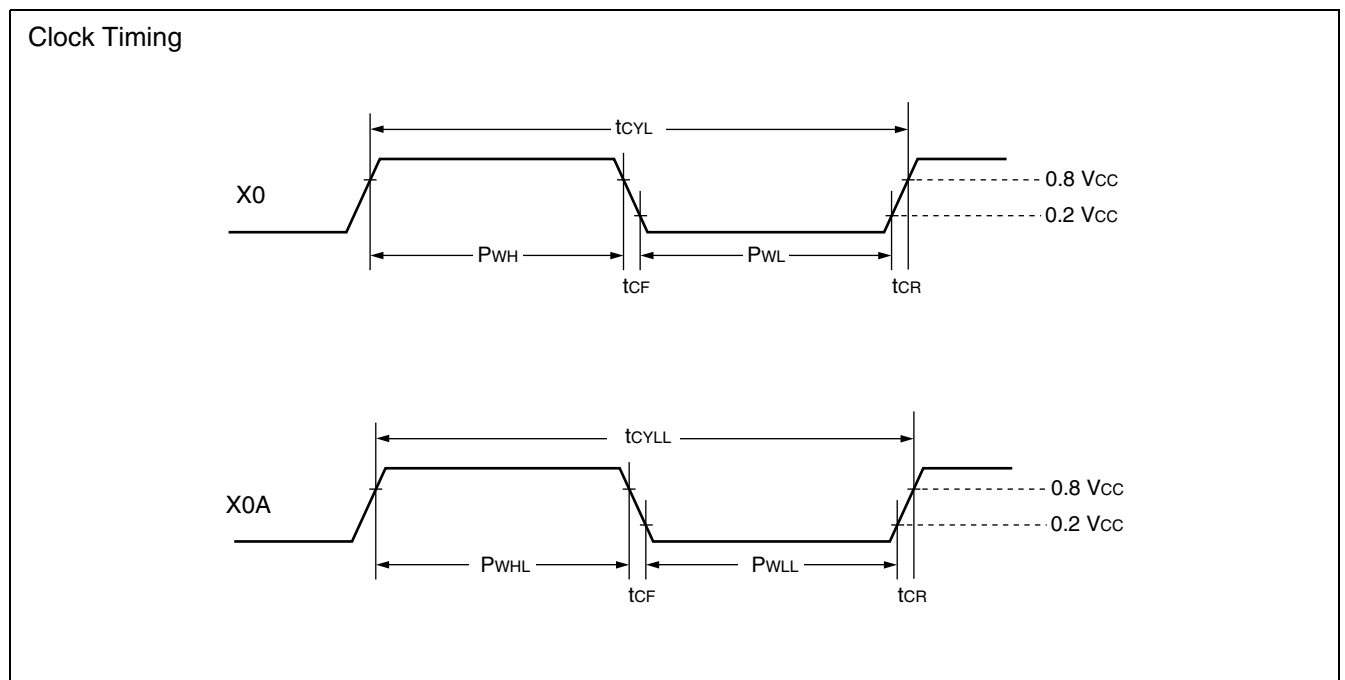 Clock Timing
tCYL
X0
0.8 VCC
0.2 VCC
PWH
PWL
tCF
tCR
tCYLL
X0A
0.8 VCC
0.2 VCC
PWHL
PWLL
tCF
tCR